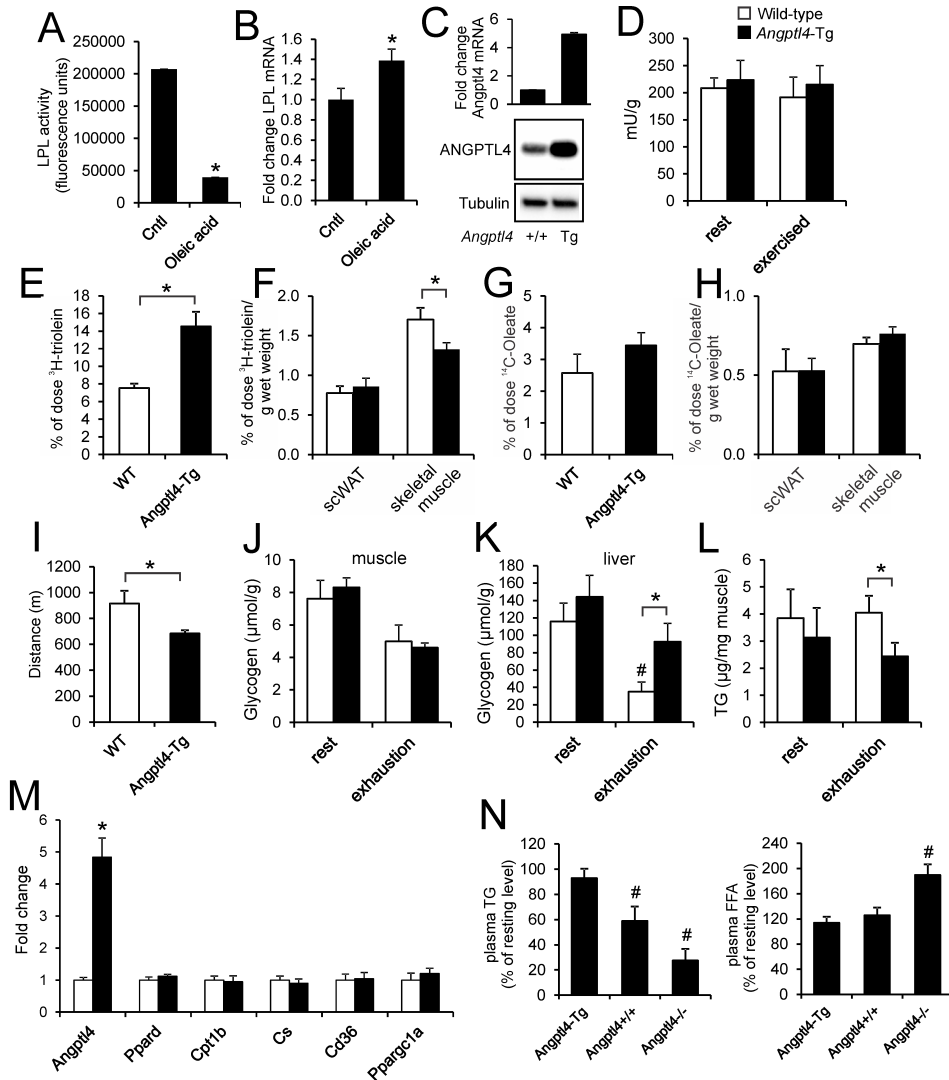 A
LPL activity
(fluorescence units)
250000
200000
150000
100000
50000
0
*
Cntl
Oleic acid
B
Fold change LPL mRNA
1.6
1.4
1.2
1.0
0.8
0.6
0.4
0.2
0.0
*
Cntl
Oleic acid
C
Fold change
Angptl4 mRNA
6
4
2
0
ANGPTL4
Tubulin
Angptl4 +/+ Tg
D
Wild-type
Angptl4-Tg
mU/g
300
250
200
150
100
50
0
rest
exercised
E
% of dose ³H-triolein
18
16
14
12
10
8
6
4
2
0
*
WT
Angptl4-Tg
F
% of dose ³H-triolein/
g wet weight
2.0
1.5
1.0
0.5
0.0
*
scWAT
skeletal
muscle
G
% of dose ¹⁴C-Oleate
5
4
3
2
1
0
WT
Angptl4-Tg
H
% of dose ¹⁴C-Oleate/
g wet weight
1.0
0.5
0.0
scWAT
skeletal
muscle
I
Distance (m)
1200
1000
800
600
400
200
0
*
WT
Angptl4-Tg
J
muscle
Glycogen (µmol/g)
10
8
6
4
2
0
rest
exhaustion
K
liver
Glycogen (µmol/g)
180
160
140
120
100
80
60
40
20
0
#
*
rest
exhaustion
L
TG (µg/mg muscle)
6
5
4
3
2
1
0
*
rest
exhaustion
M
Fold change
6
5
4
3
2
1
0
*
Angptl4
Ppard
Cpt1b
Cs
Cd36
Ppargc1a
N
plasma TG
(% of resting level)
120
100
80
60
40
20
0
#
#
Angptl4-Tg
Angptl4+/+
Angptl4-/-
plasma FFA
(% of resting level)
240
200
160
120
80
40
0
#
Angptl4-Tg
Angptl4+/+
Angptl4-/-